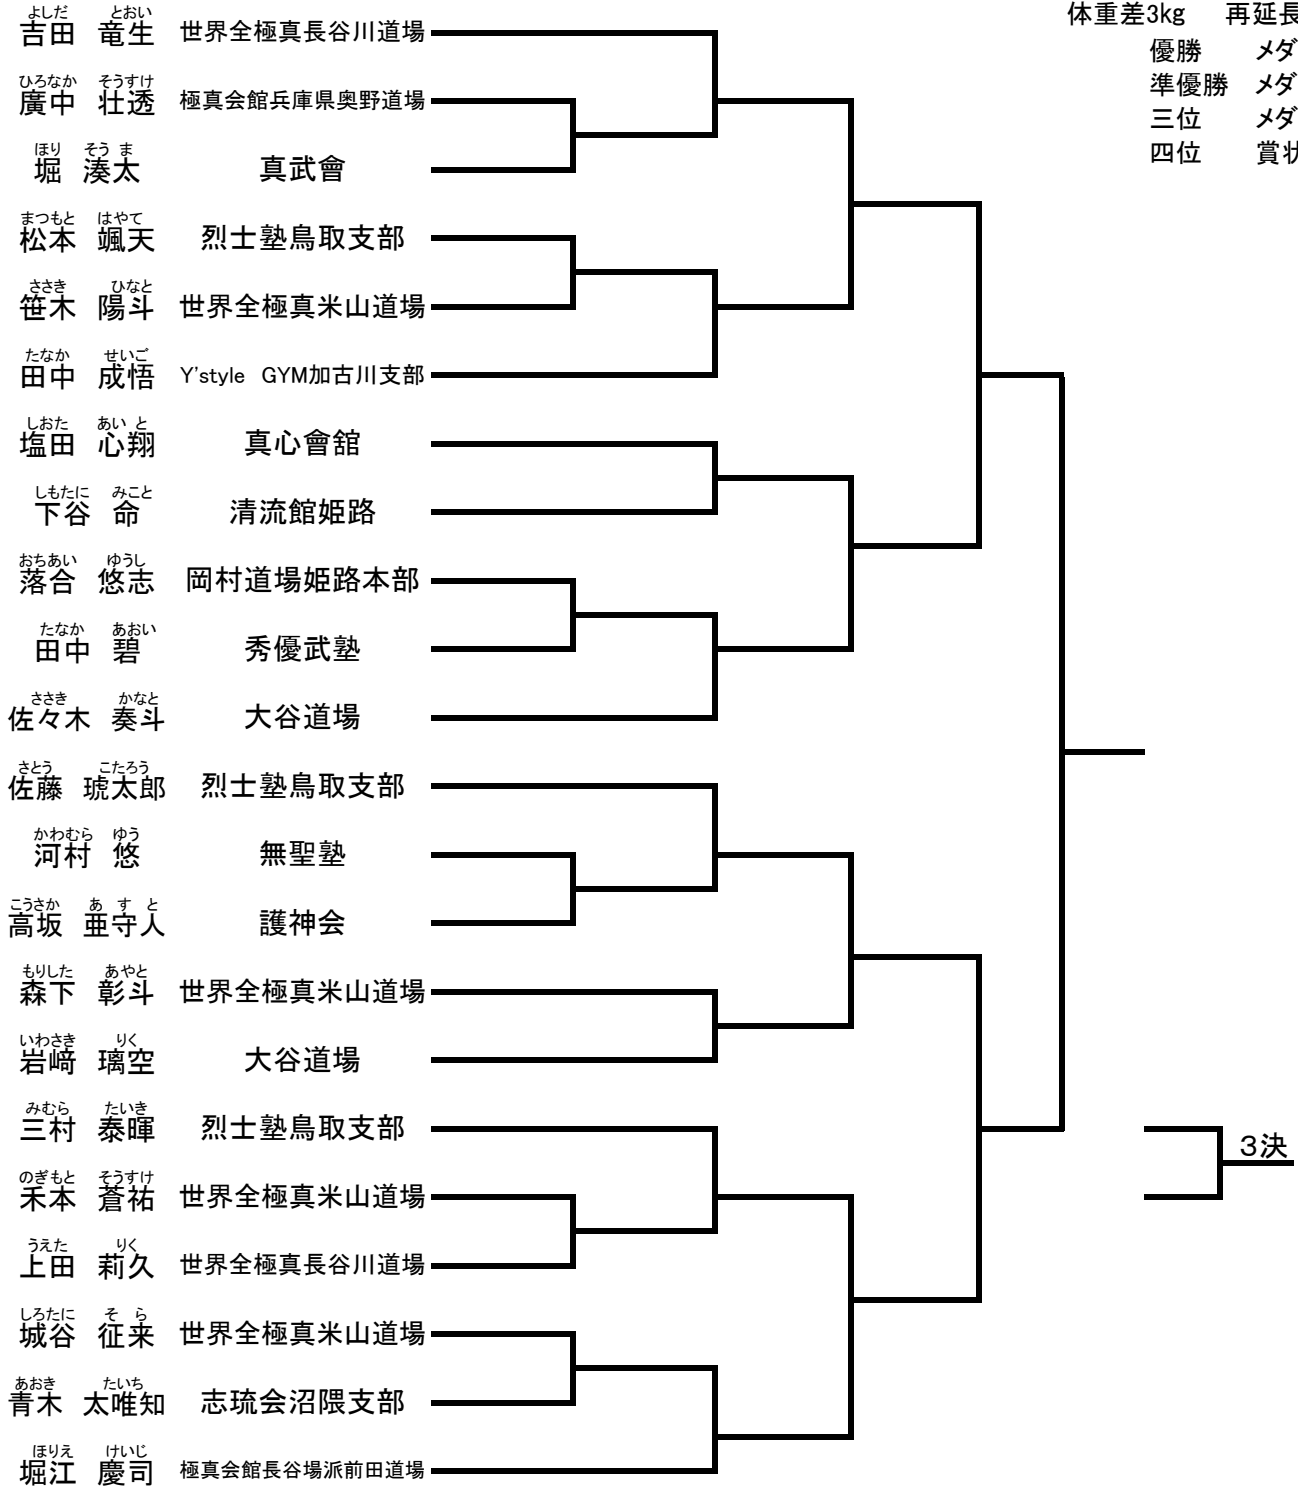 体重差3kg　再延長
優勝　メダ
準優勝　メダ
三位　メダ
四位　賞状
よしだ　とおい
吉田　竜生　世界全極真長谷川道場
ひろなか　そうすけ
廣中　壮透　極真会館兵庫県奥野道場
ほり　そう ま
堀　湊太　真武會
まつもと　はやて
松本　颯天　烈士塾鳥取支部
ささき　ひなと
笹木　陽斗　世界全極真米山道場
たなか　せいご
田中　成悟　Y'style　GYM加古川支部
しおた　あい と
塩田　心翔　真心會舘
しもたに　みこと
下谷　命　清流館姫路
おちあい　ゆうし
落合　悠志　岡村道場姫路本部
たなか　あおい
田中　碧　秀優武塾
ささき　かなと
佐々木　奏斗　大谷道場
さとう　こたろう
佐藤　琥太郎　烈士塾鳥取支部
かわむら　ゆう
河村　悠　無聖塾
こうさか　あ す と
高坂　亜守人　護神会
もりした　あやと
森下　彰斗　世界全極真米山道場
いわさき　りく
岩﨑　璃空　大谷道場
みむら　たいき
三村　泰暉　烈士塾鳥取支部
３決
のぎもと　そうすけ
禾本　蒼祐　世界全極真米山道場
うえた　りく
上田　莉久　世界全極真長谷川道場
しろたに　そ ら
城谷　征来　世界全極真米山道場
あおき　たいち
青木　太唯知　志琉会沼隈支部
ほりえ　けいじ
堀江　慶司　極真会館長谷場派前田道場